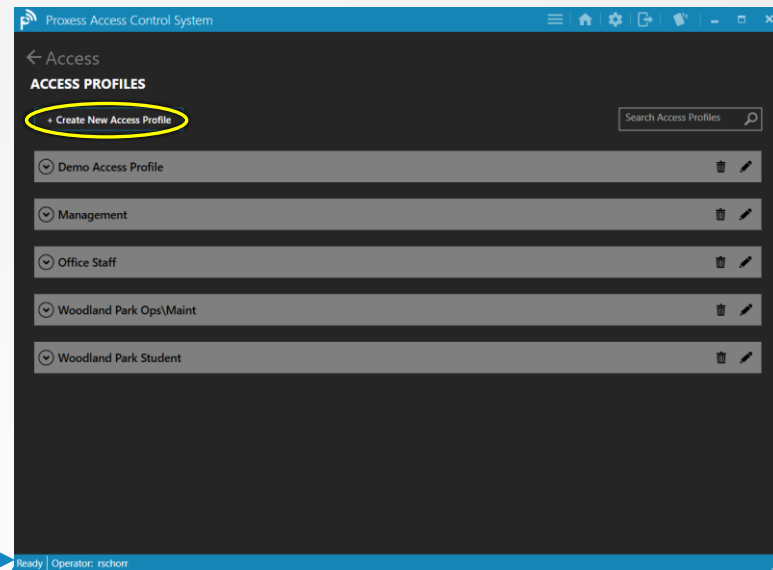 Proxess Access Control System
Access
ACCESS PROFILES
+ Create New Access Profile
Search Access Profiles
Demo Access Profile
Management
Office Staff
Woodland Park Ops\Maint
Woodland Park Student
Ready Operator: rschorr